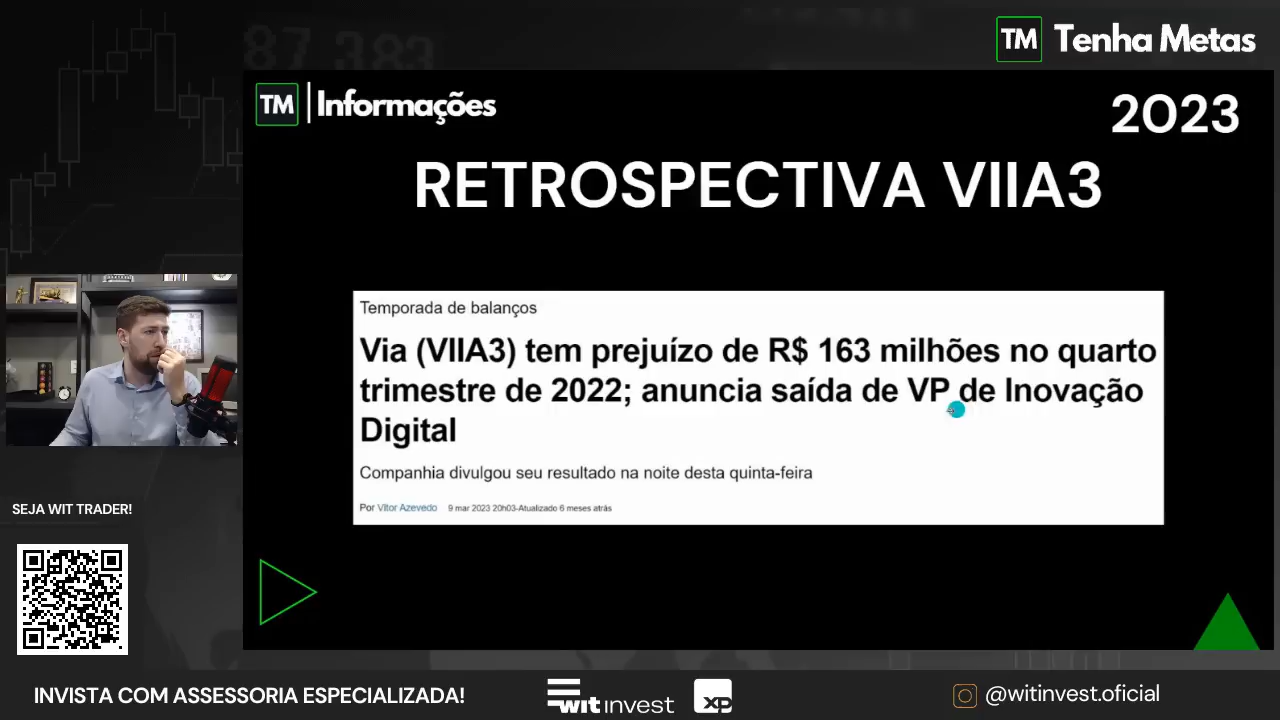 87.383
TM Tenha Metas
TM Informações
2023
RETROSPECTIVA VIIA3
Temporada de balanços
Via (VIIA3) tem prejuízo de R$ 163 milhões no quarto
trimestre de 2022; anuncia saída de VP de Inovação
Digital
Companhia divulgou seu resultado na noite desta quinta-feira
Por Vitor Azevedo 9 mar 2023 20h03-Atualizado 6 meses atrás
SEJA WIT TRADER!
INVISTA COM ASSESSORIA ESPECIALIZADA!
wit invest
XP
@witinvest.oficial